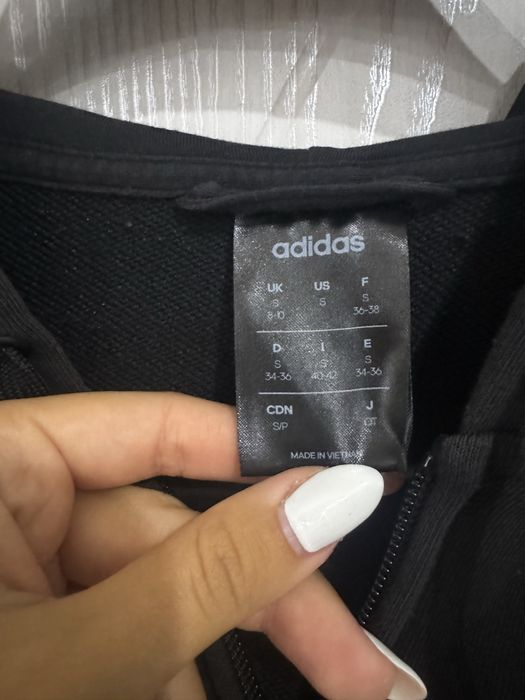 adidas
UK US F
S S S
8-10 36-38
D I E
S S S
34-36 40-42 34-36
CDN J
S/P OT
MADE IN VIETNAM